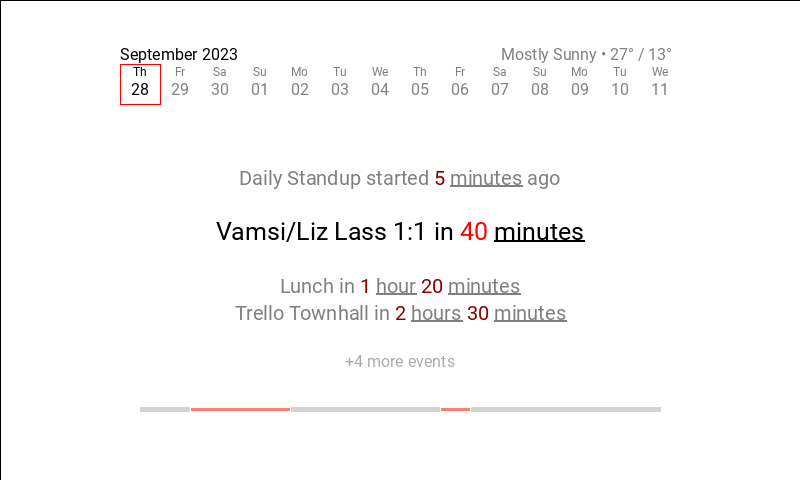 September 2023 Mostly Sunny • 27° / 13°
Th Fr Sa Su Mo Tu We Th Fr Sa Su Mo Tu We
28 29 30 01 02 03 04 05 06 07 08 09 10 11
Daily Standup started 5 minutes ago
Vamsi/Liz Lass 1:1 in 40 minutes
Lunch in 1 hour 20 minutes
Trello Townhall in 2 hours 30 minutes
+4 more events